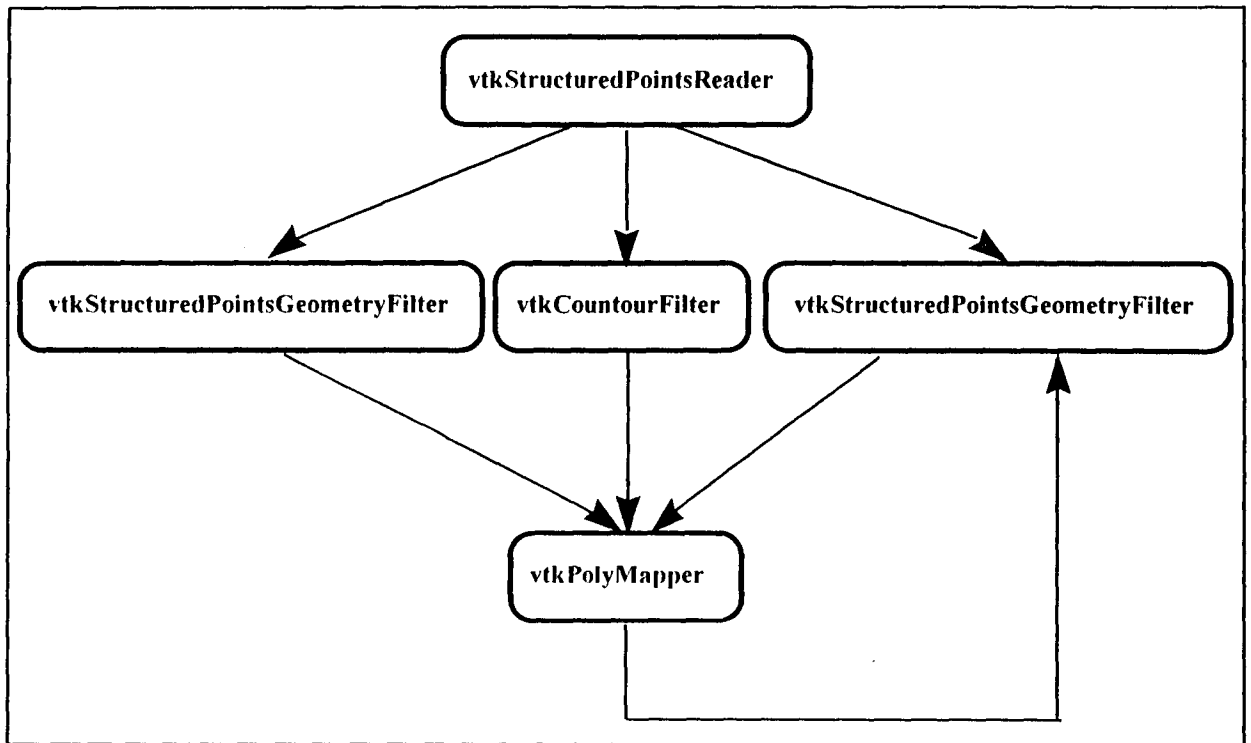 vtkStructuredPointsReader
vtkStructuredPointsGeometryFilter
vtkCountourFilter
vtkStructuredPointsGeometryFilter
vtkPolyMapper